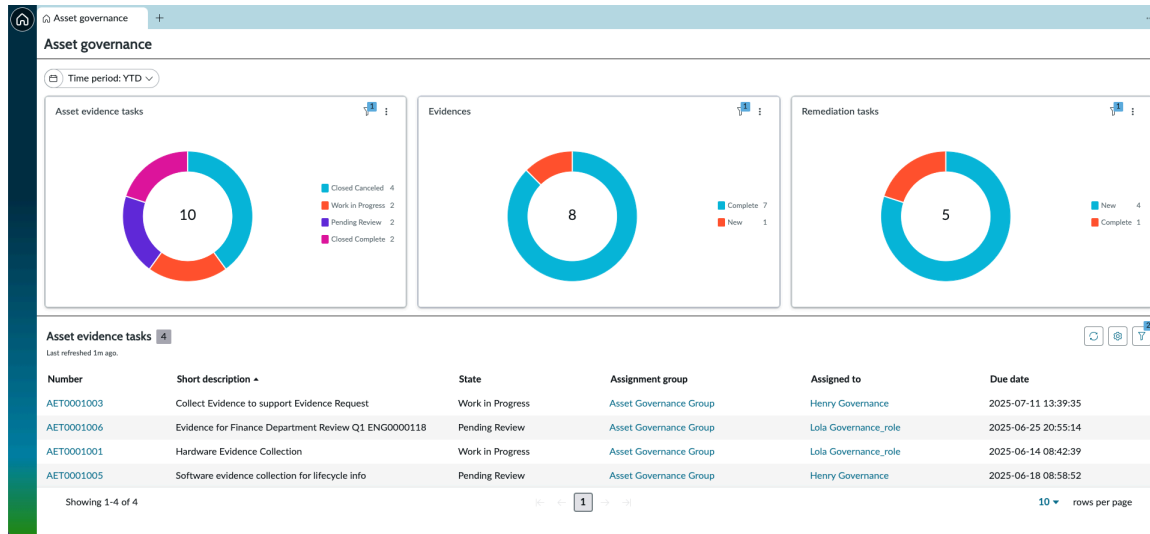 Asset governance
Asset governance
Time period: YTD
Asset evidence tasks
1
10
Closed Canceled 4
Work in Progress 2
Pending Review 2
Closed Complete 2
Evidences
1
8
Complete 7
New 1
Remediation tasks
1
5
New 4
Complete 1
Asset evidence tasks 4
2
Last refreshed 1m ago.
Number Short description State Assignment group Assigned to Due date
AET0001003 Collect Evidence to support Evidence Request Work in Progress Asset Governance Group Henry Governance 2025-07-11 13:39:35
AET0001006 Evidence for Finance Department Review Q1 ENG0000118 Pending Review Asset Governance Group Lola Governance_role 2025-06-25 20:55:14
AET0001001 Hardware Evidence Collection Work in Progress Asset Governance Group Lola Governance_role 2025-06-14 08:42:39
AET0001005 Software evidence collection for lifecycle info Pending Review Asset Governance Group Henry Governance 2025-06-18 08:58:52
Showing 1-4 of 4 1 10 rows per page